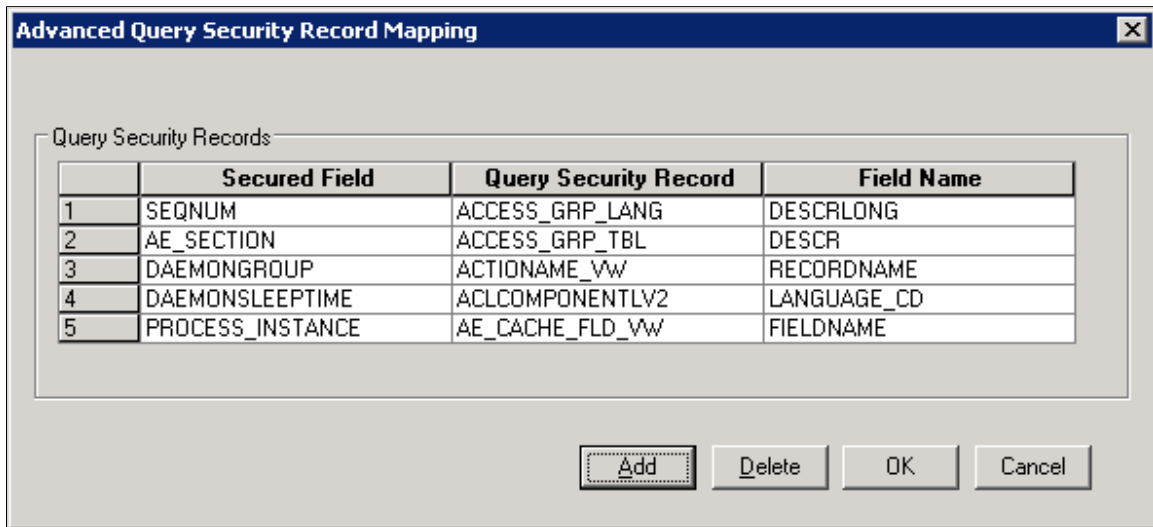 Advanced Query Security Record Mapping
Query Security Records
Secured Field Query Security Record Field Name
1 SEQNUM ACCESS_GRP_LANG DESCRLONG
2 AE_SECTION ACCESS_GRP_TBL DESCR
3 DAEMONGROUP ACTIONAME_VW RECORDNAME
4 DAEMONSLEEPTIME ACLCOMPONENTLV2 LANGUAGE_CD
5 PROCESS_INSTANCE AE_CACHE_FLD_VW FIELDNAME
Add Delete OK Cancel